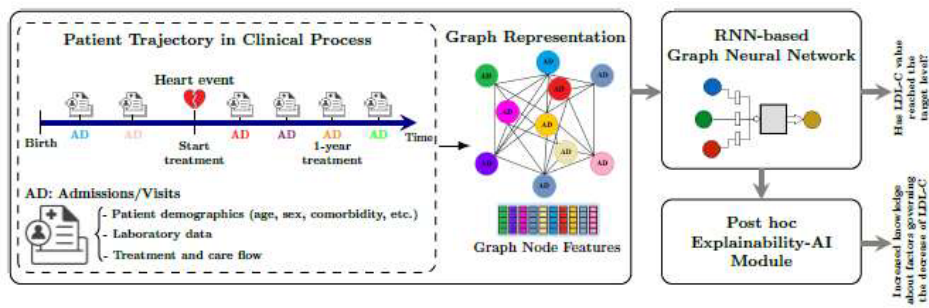 Patient Trajectory in Clinical Process
Heart event
AD
AD
AD
AD
AD
AD
Birth
Start
treatment
1-year
treatment
Time
AD: Admissions/Visits
- Patient demographics (age, sex, comorbidity, etc.)
- Laboratory data
- Treatment and care flow
Graph Representation
AD
AD
AD
AD
AD
AD
AD
AD
AD
AD
Graph Node Features
RNN-based
Graph Neural Network
Post hoc
Explainability-AI
Module
Has LDL-C value
reached the
target level?
Increased knowledge
about factors governing
the decrease of LDL-C